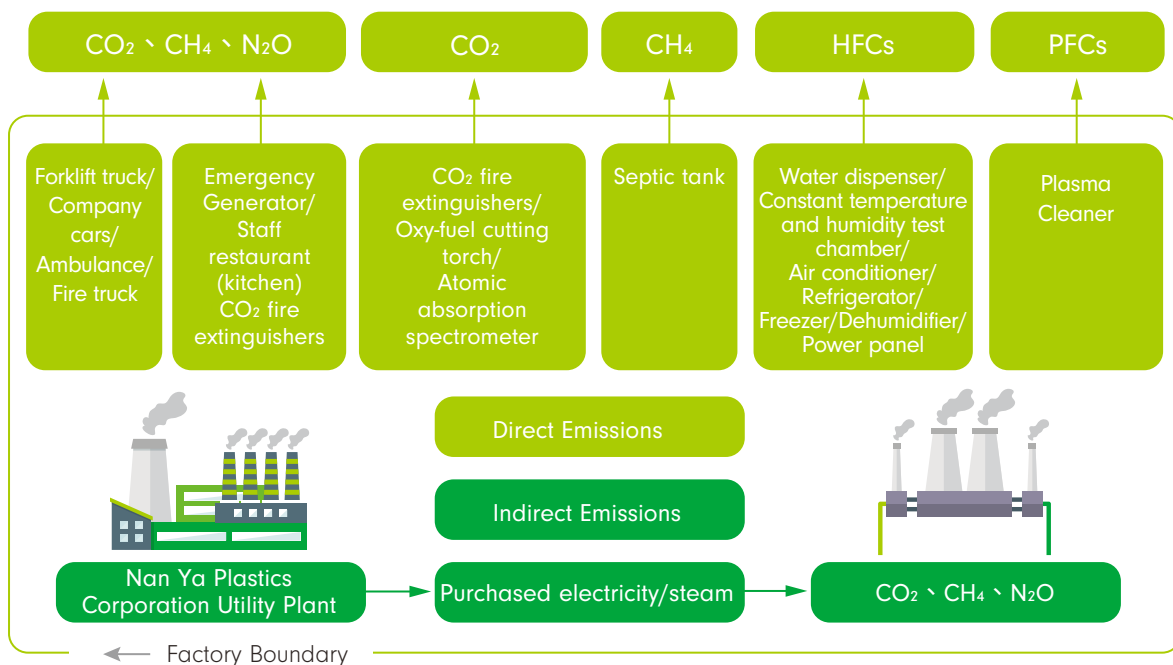 CO₂、CH₄、N₂O
CO₂
CH₄
HFCs
PFCs
Forklift truck/
Company
cars/
Ambulance/
Fire truck
Emergency
Generator/
Staff
restaurant
(kitchen)
CO₂ fire
extinguishers
CO₂ fire
extinguishers/
Oxy-fuel cutting
torch/
Atomic
absorption
spectrometer
Septic tank
Water dispenser/
Constant temperature
and humidity test
chamber/
Air conditioner/
Refrigerator/
Freezer/Dehumidifier/
Power panel
Plasma
Cleaner
Direct Emissions
Indirect Emissions
Nan Ya Plastics
Corporation Utility Plant
Purchased electricity/steam
CO₂、CH₄、N₂O
Factory Boundary